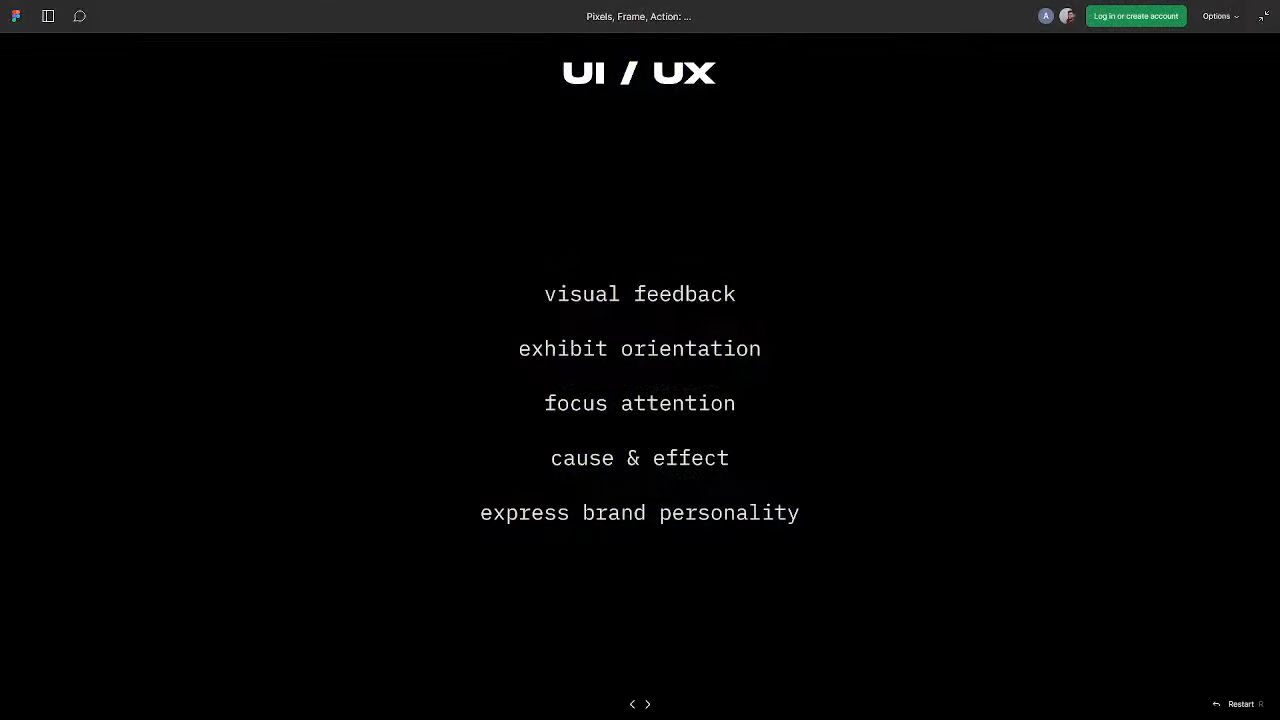 Pixels, Frame, Action: ...
A
Log in or create account
Options
UI / UX
visual feedback
exhibit orientation
focus attention
cause & effect
express brand personality
Restart R